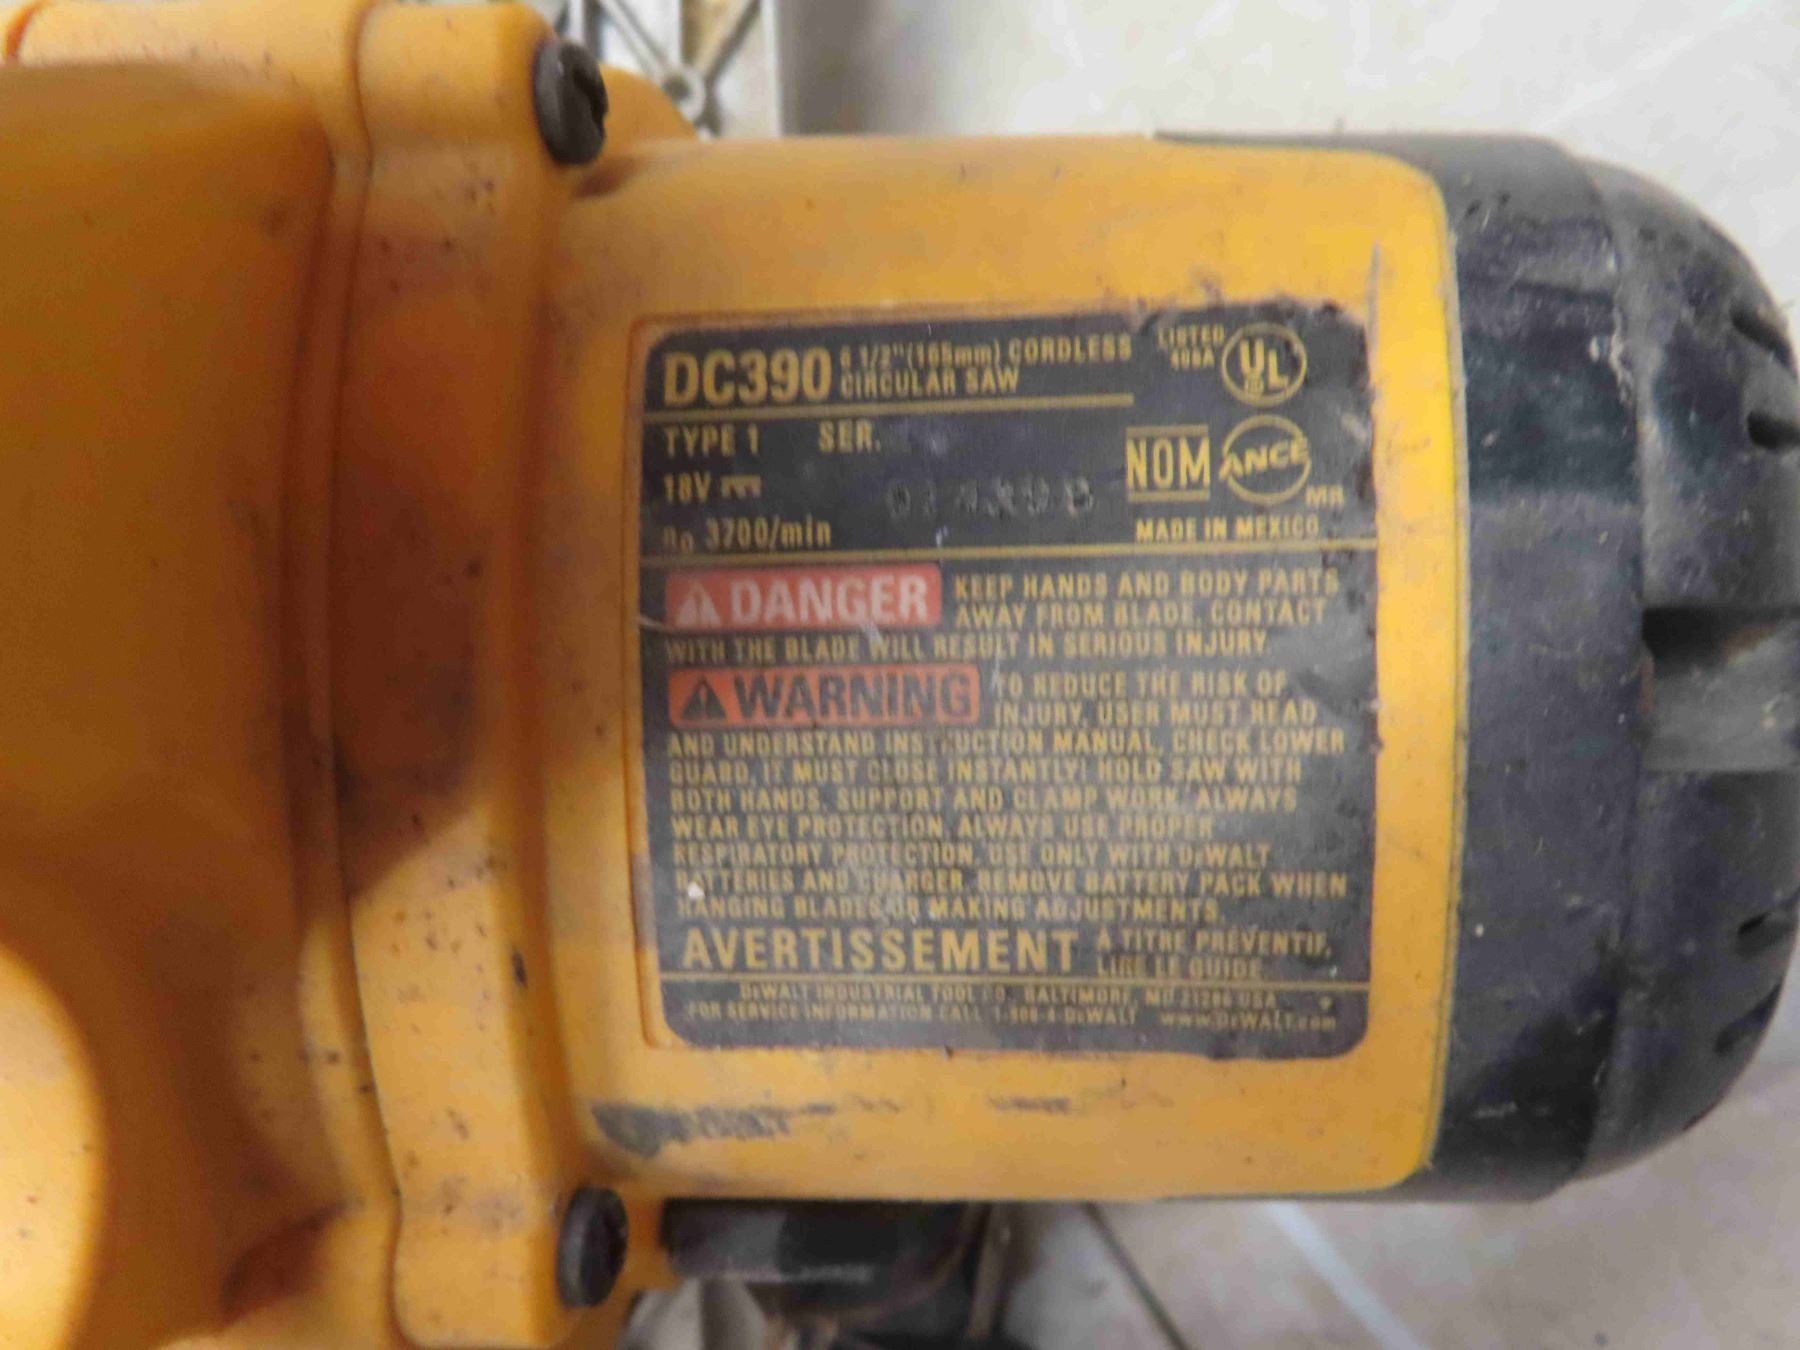 DC390 6 1/2"(165mm) CORDLESS
CIRCULAR SAW
LISTED
UL
TYPE 1 SER.
18V
NOM ANCE
MR
n0 3700/min
MADE IN MEXICO
DANGER KEEP HANDS AND BODY PARTS
AWAY FROM BLADE. CONTACT
WITH THE BLADE WILL RESULT IN SERIOUS INJURY.
WARNING TO REDUCE THE RISK OF
INJURY, USER MUST READ
AND UNDERSTAND INSTRUCTION MANUAL. CHECK LOWER
GUARD, IT MUST CLOSE INSTANTLY! HOLD SAW WITH
BOTH HANDS. SUPPORT AND CLAMP WORK. ALWAYS
WEAR EYE PROTECTION. ALWAYS USE PROPER
RESPIRATORY PROTECTION. USE ONLY WITH DeWALT
BATTERIES AND CHARGER. REMOVE BATTERY PACK WHEN
HANGING BLADES OR MAKING ADJUSTMENTS.
AVERTISSEMENT A TITRE PRÉVENTIF,
LIRE LE GUIDE
DeWALT INDUSTRIAL TOOL CO., BALTIMORE, MD 21286 USA
FOR SERVICE INFORMATION CALL 1-800-4-DeWALT www.DeWALT.com